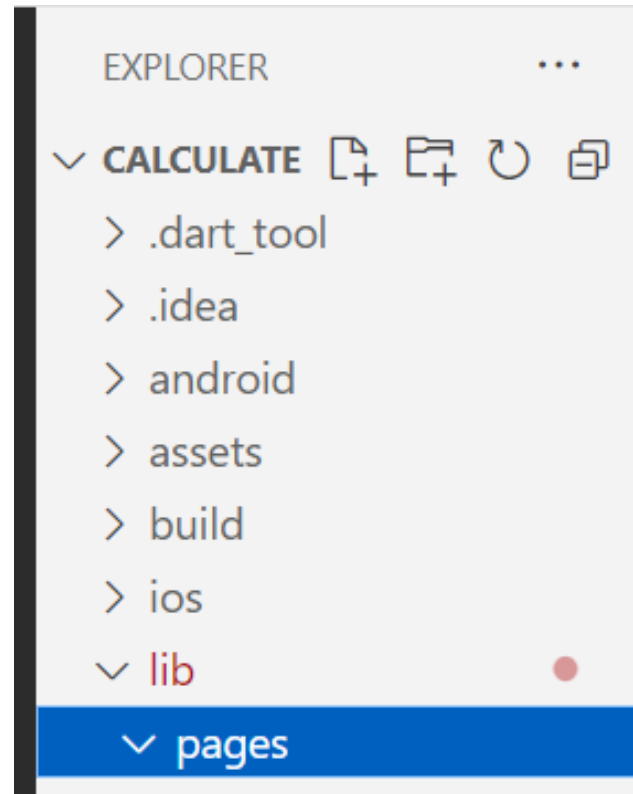 EXPLORER
CALCULATE
.dart_tool
.idea
android
assets
build
ios
lib
pages